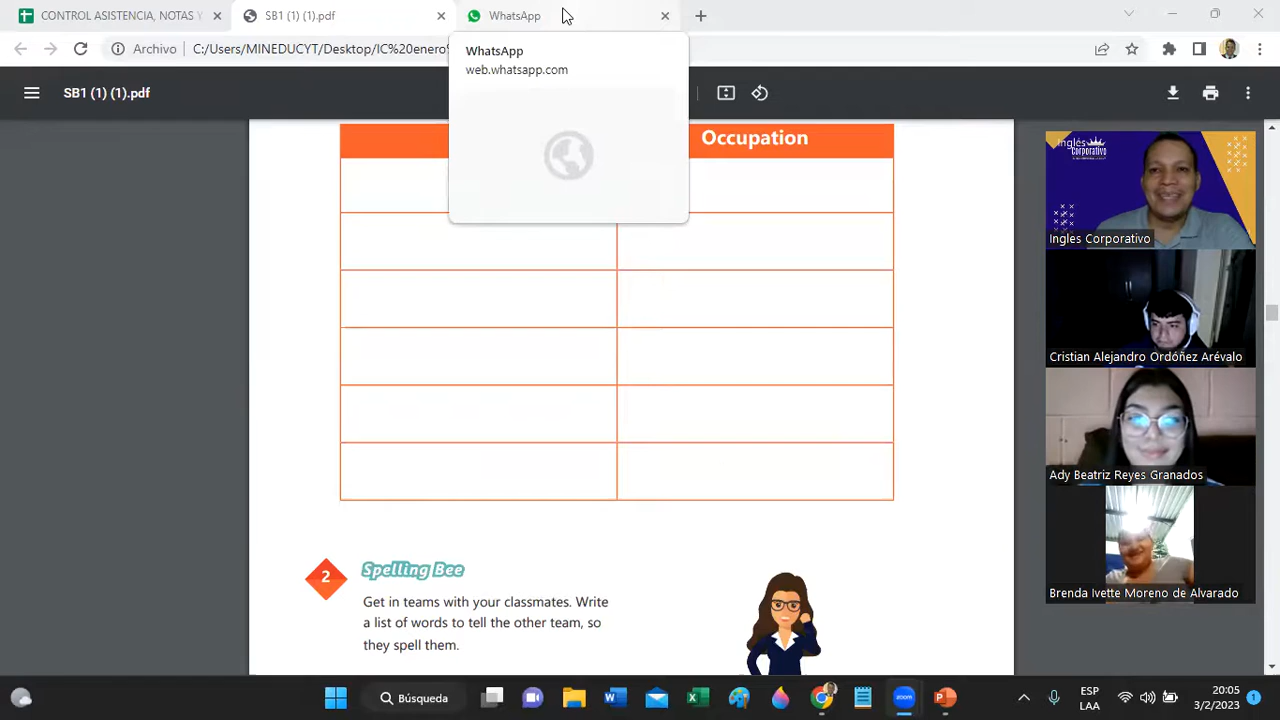 CONTROL ASISTENCIA, NOTAS Y
SB1 (1) (1).pdf
WhatsApp
Archivo
C:/Users/MINEDUCYT/Desktop/IC%20enero%
WhatsApp
web.whatsapp.com
SB1 (1) (1).pdf
Occupation
Inglés
Corporativo
Ingles Corporativo
Cristian Alejandro Ordóñez Arévalo
Ady Beatriz Reyes Granados
Brenda Ivette Moreno de Alvarado
2
Spelling Bee
Get in teams with your classmates. Write
a list of words to tell the other team, so
they spell them.
Búsqueda
zoom
ESP
LAA
20:05
3/2/2023
1